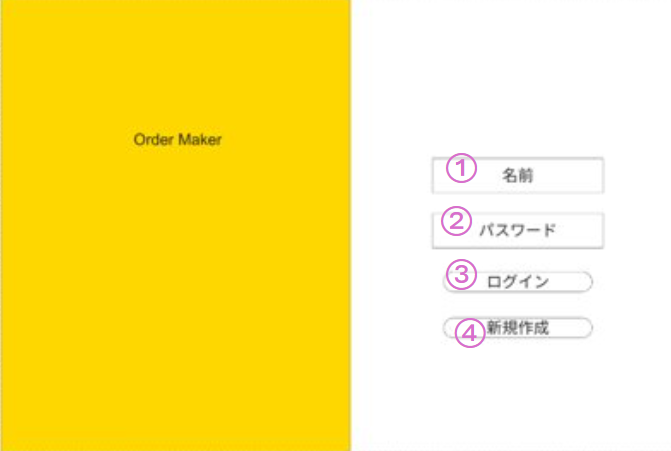 Order Maker
① 名前
② パスワード
③ ログイン
④ 新規作成